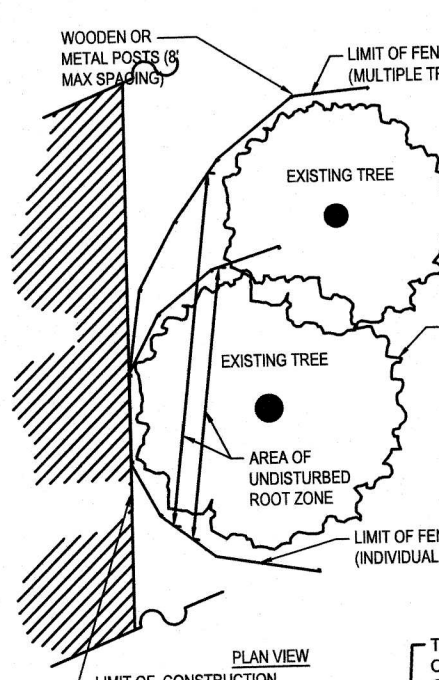 WOODEN OR
METAL POSTS (8'
MAX SPACING)
LIMIT OF FEN
(MULTIPLE TR
EXISTING TREE
EXISTING TREE
AREA OF
UNDISTURBED
ROOT ZONE
LIMIT OF FEN
(INDIVIDUAL
PLAN VIEW
LIMIT OF CONSTRUCTION